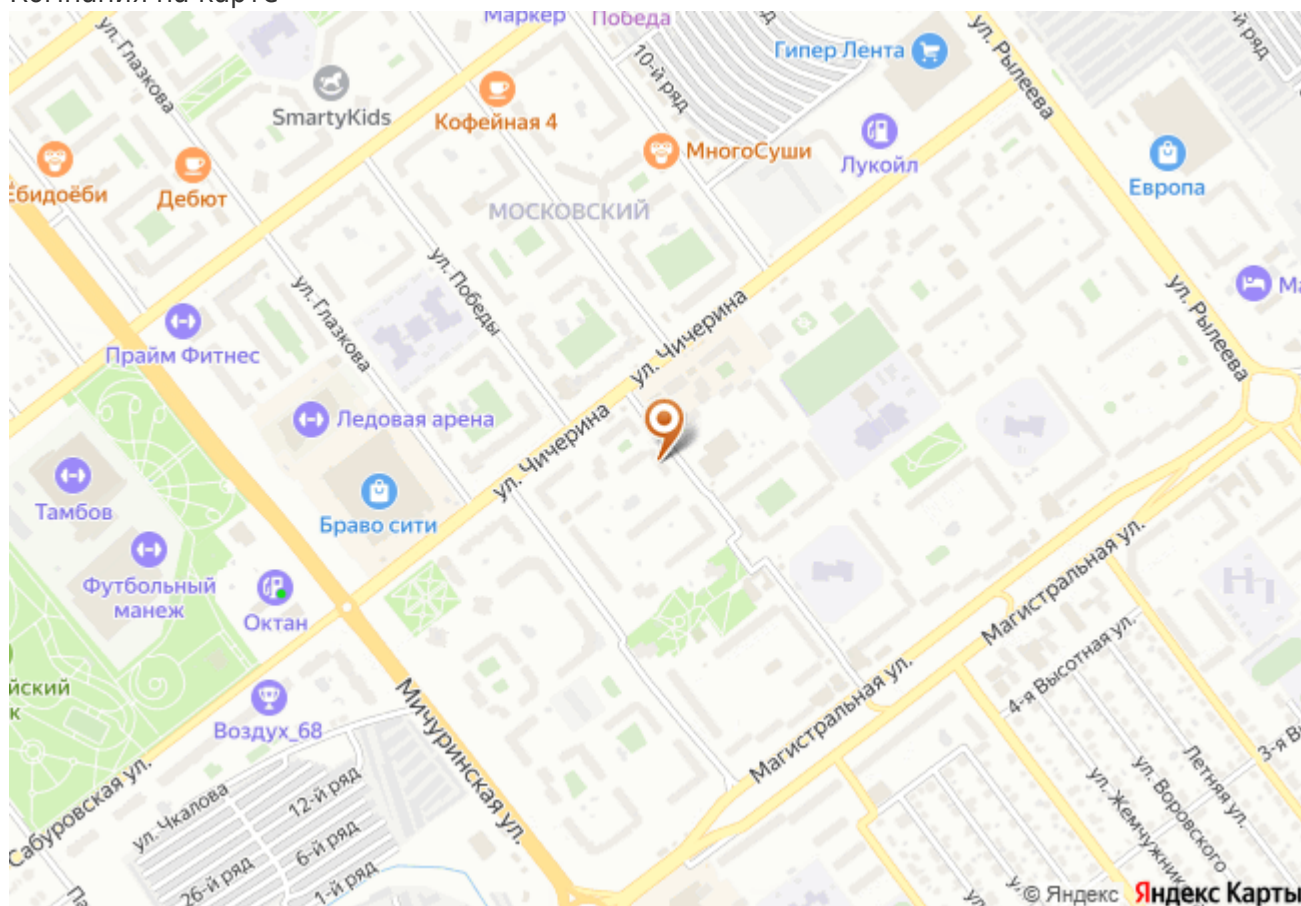 Компания на карте
Маркер
Победа
Гипер Лента
ул. Рылеева
ул. Глазкова
10-й ряд
SmartyKids
Кофейная 4
МногоСуши
Лукойл
Европа
Дебют
МОСКОВСКИЙ
ул. Победы
ул. Рылеева
ул. Глазкова
ул. Чичерина
Прайм Фитнес
Ледовая арена
ул. Чичерина
Тамбов
Браво сити
Футбольный
манеж
Октан
Магистральная ул.
4-я Высотная ул.
Воздух_68
Мичуринская ул.
Магистральная ул.
Летняя ул.
Сабуровская ул.
ул. Чкалова
12-й ряд
ул. Воровского
6-й ряд
26-й ряд
1-й ряд
© Яндекс Яндекс Карты